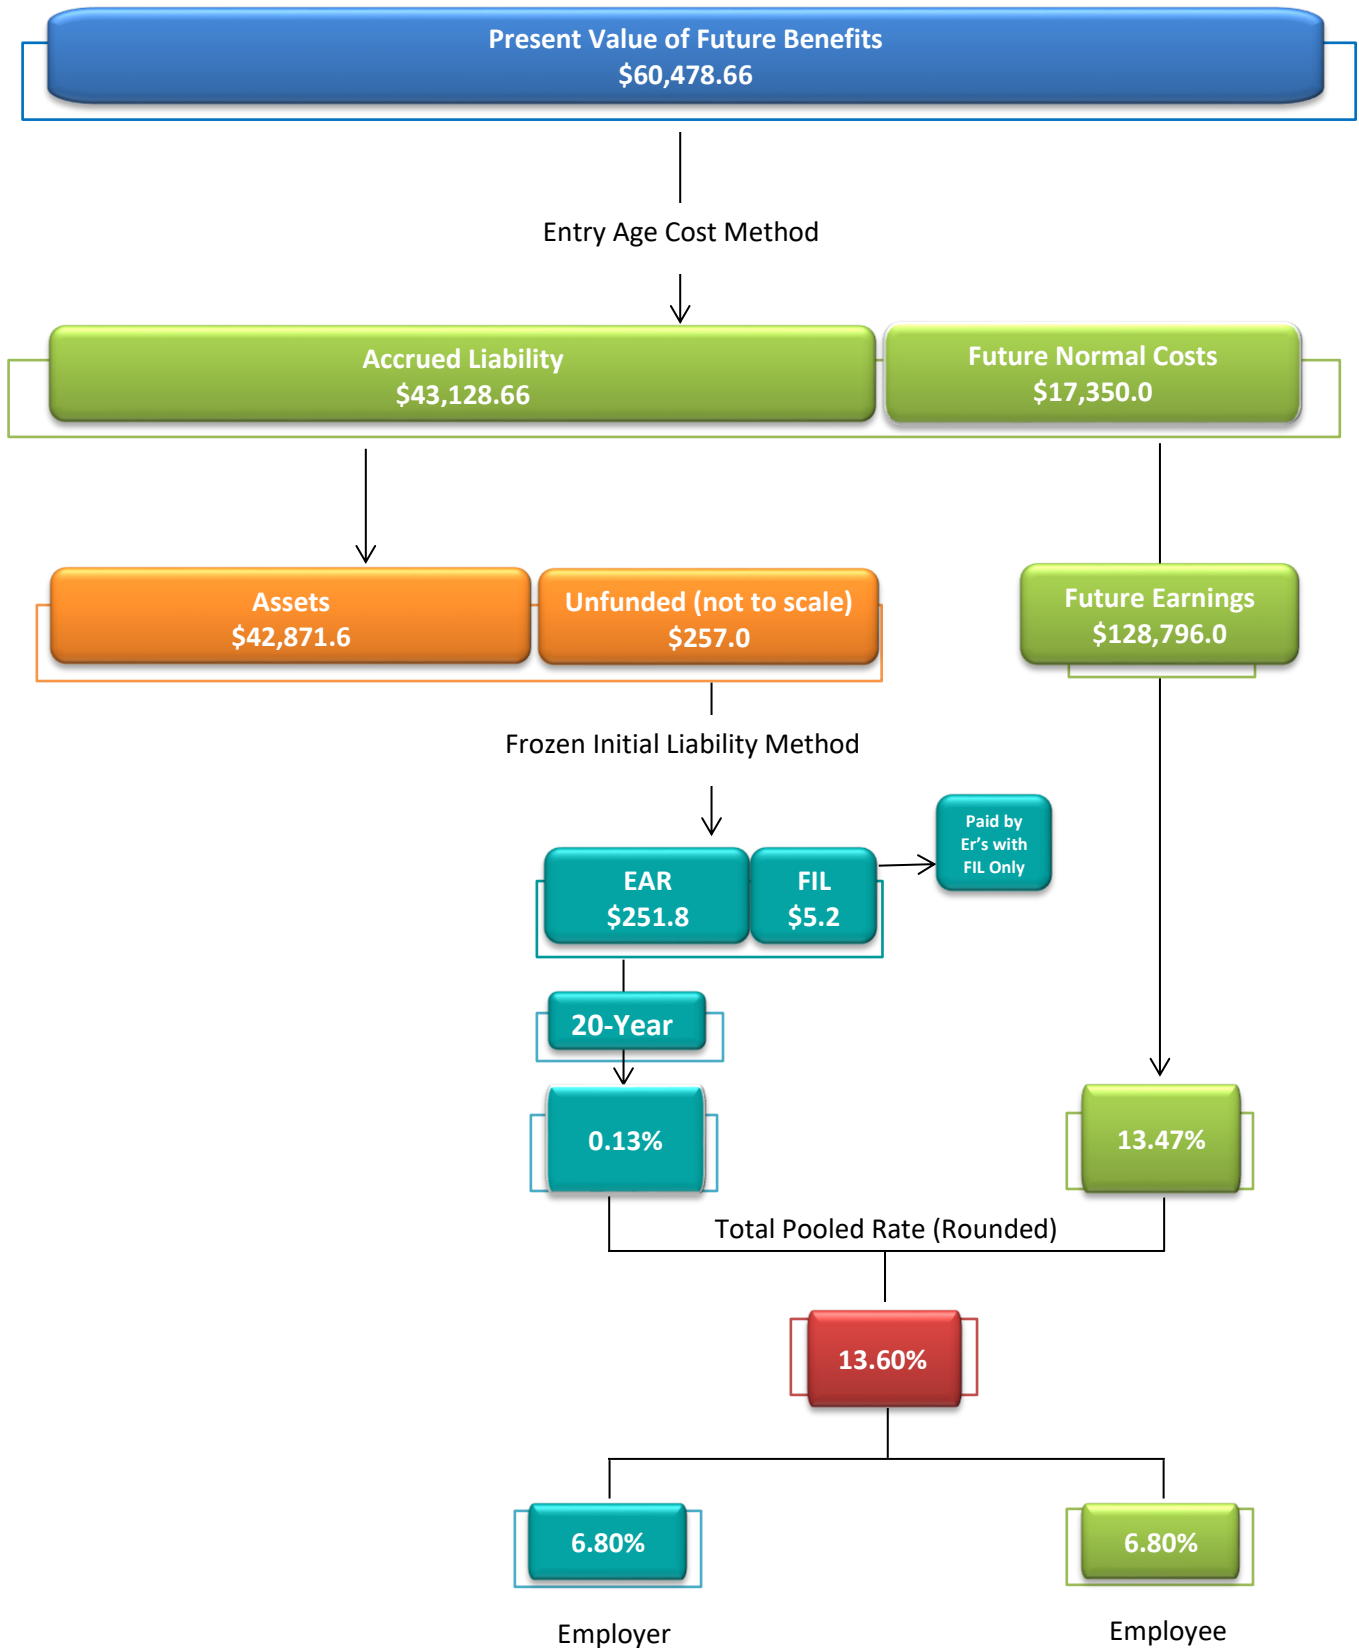 Present Value of Future Benefits
$60,478.66
Entry Age Cost Method
Accrued Liability
$43,128.66
Future Normal Costs
$17,350.0
Assets
$42,871.6
Unfunded (not to scale)
$257.0
Future Earnings
$128,796.0
Frozen Initial Liability Method
EAR
$251.8
FIL
$5.2
Paid by
Er’s with
FIL Only
20-Year
0.13%
13.47%
Total Pooled Rate (Rounded)
13.60%
6.80%
6.80%
Employer
Employee